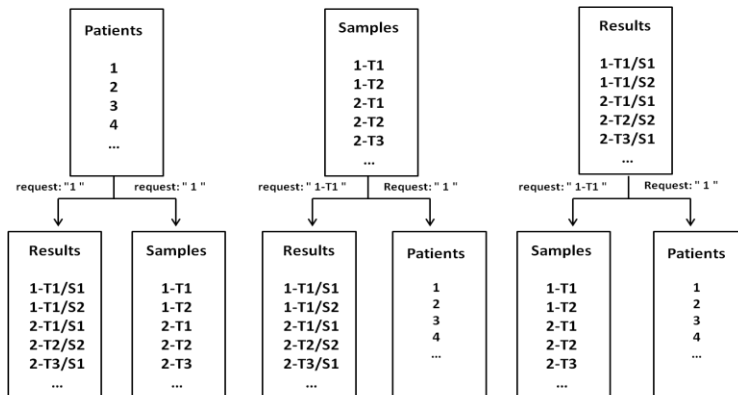 Patients
1
2
3
4
...
Samples
1-T1
1-T2
2-T1
2-T2
2-T3
...
Results
1-T1/S1
1-T1/S2
2-T1/S1
2-T2/S2
2-T3/S1
...
request: "1 "
request: " 1 "
request: " 1-T1 "
Request: " 1 "
request: " 1-T1 "
Request: " 1 "
Results
1-T1/S1
1-T1/S2
2-T1/S1
2-T2/S2
2-T3/S1
...
Samples
1-T1
1-T2
2-T1
2-T2
2-T3
...
Results
1-T1/S1
1-T1/S2
2-T1/S1
2-T2/S2
2-T3/S1
...
Patients
1
2
3
4
...
Samples
1-T1
1-T2
2-T1
2-T2
2-T3
...
Patients
1
2
3
4
...